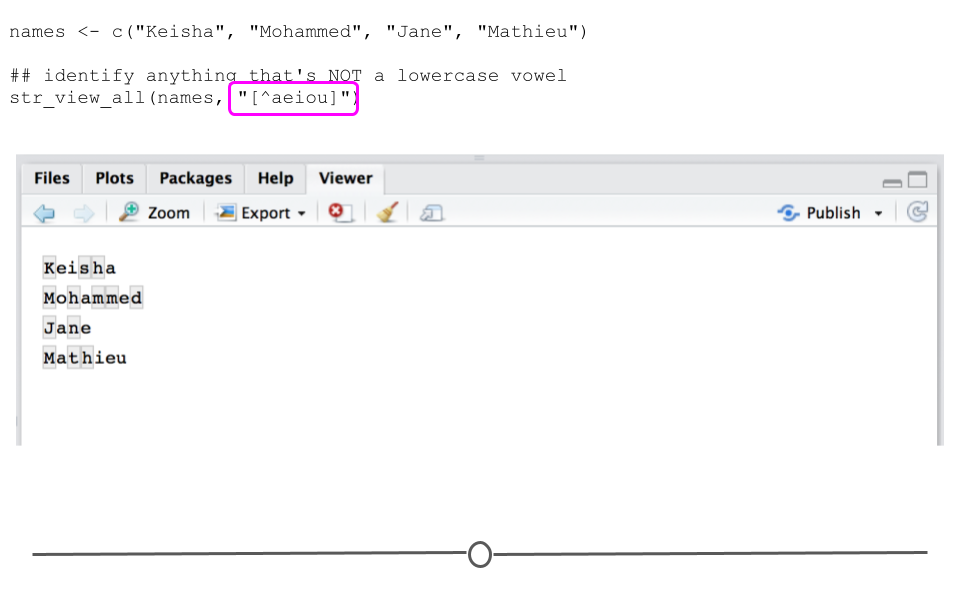 names <- c("Keisha", "Mohammed", "Jane", "Mathieu")
## identify anything that's NOT a lowercase vowel
str_view_all(names, "[^aeiou]")
Files Plots Packages Help Viewer
Zoom Export Publish
Keisha
Mohammed
Jane
Mathieu